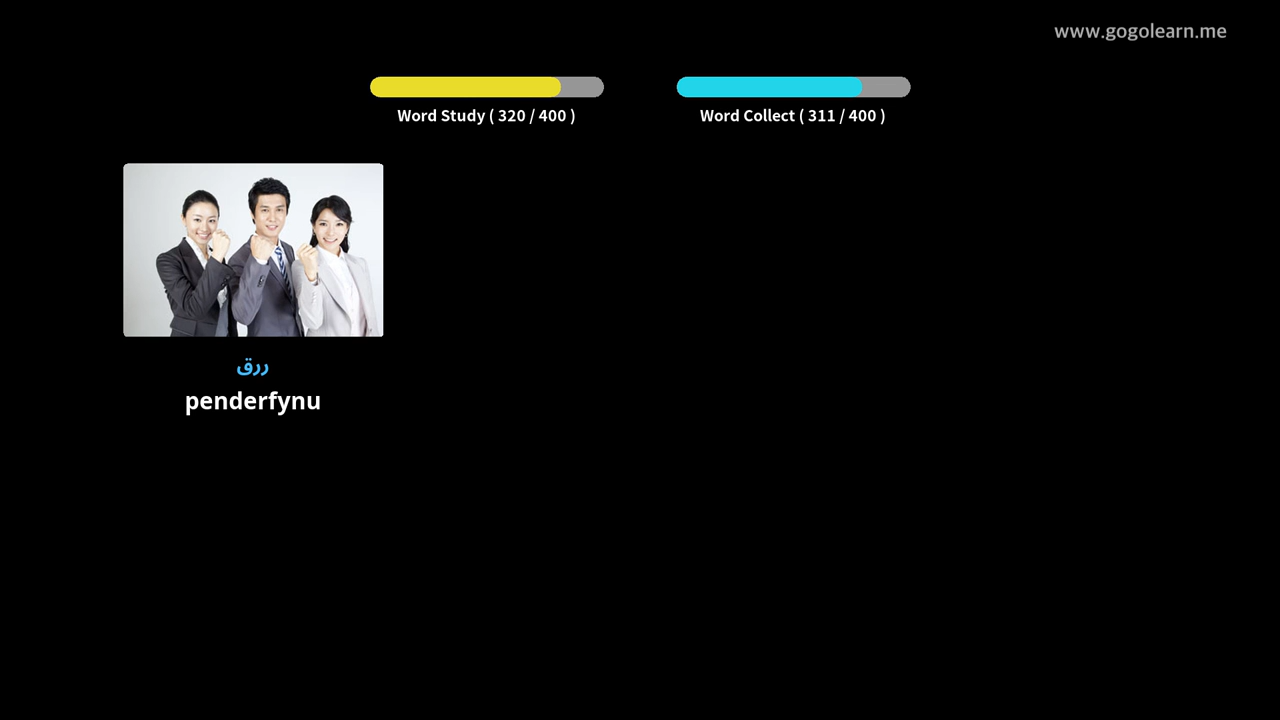 www.gogolearn.me
Word Study ( 320 / 400 )
Word Collect ( 311 / 400 )
ررق
penderfynu